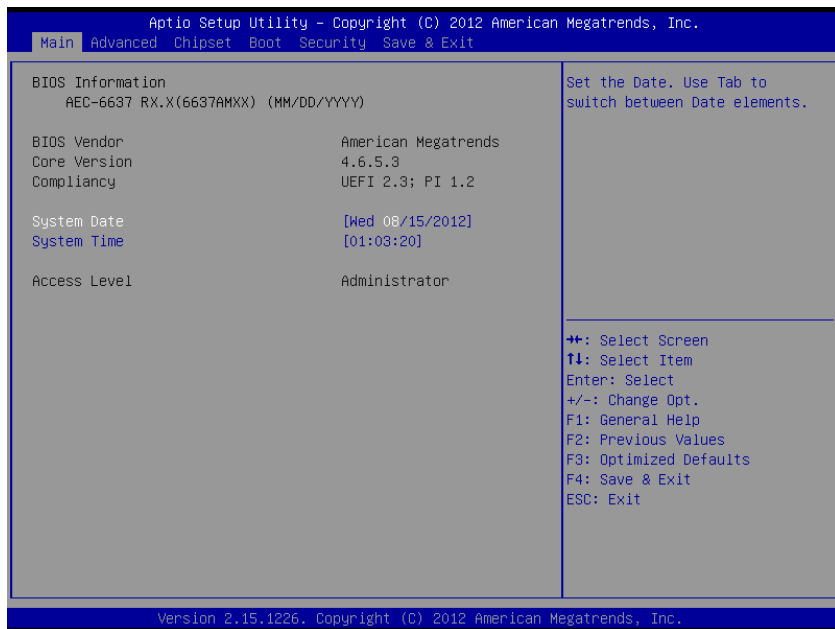 Aptio Setup Utility – Copyright (C) 2012 American Megatrends, Inc.
Main Advanced Chipset Boot Security Save & Exit
BIOS Information
AEC-6637 RX.X(6637AMXX) (MM/DD/YYYY)
BIOS Vendor American Megatrends
Core Version 4.6.5.3
Compliancy UEFI 2.3; PI 1.2
System Date [Wed 08/15/2012]
System Time [01:03:20]
Access Level Administrator
Set the Date. Use Tab to
switch between Date elements.
→←: Select Screen
↑↓: Select Item
Enter: Select
+/-: Change Opt.
F1: General Help
F2: Previous Values
F3: Optimized Defaults
F4: Save & Exit
ESC: Exit
Version 2.15.1226. Copyright (C) 2012 American Megatrends, Inc.